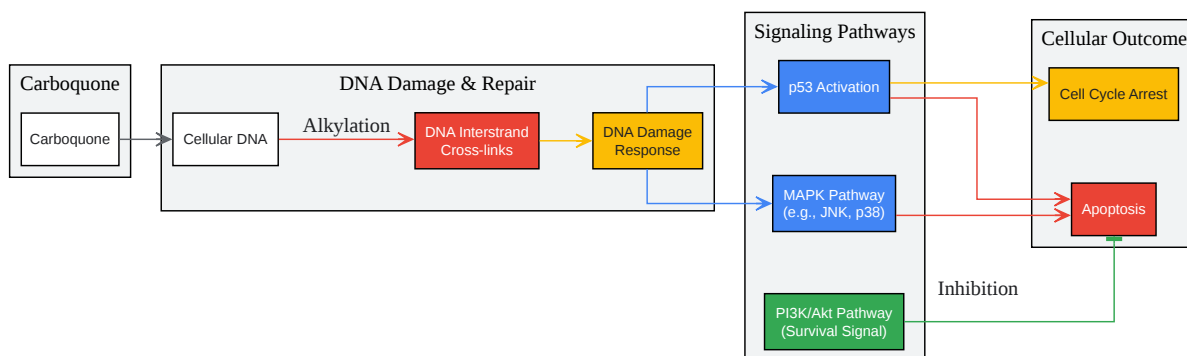 Carboquone
Carboquone
DNA Damage & Repair
Cellular DNA
Alkylation
DNA Interstrand
Cross-links
DNA Damage
Response
Signaling Pathways
p53 Activation
MAPK Pathway
(e.g., JNK, p38)
PI3K/Akt Pathway
(Survival Signal)
Inhibition
Cellular Outcome
Cell Cycle Arrest
Apoptosis